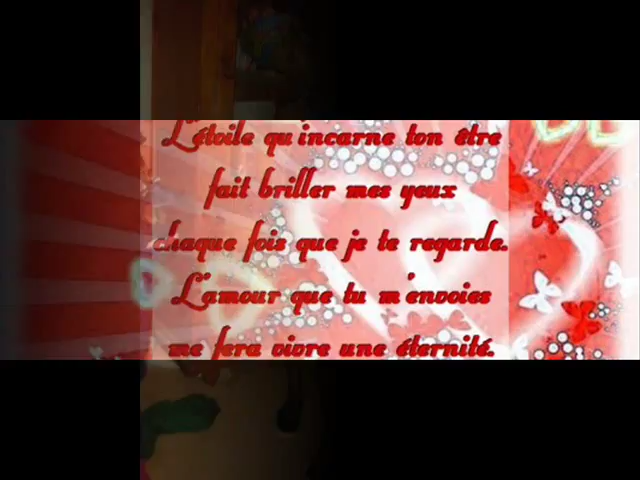 L'étoile qu'incarne ton être
fait briller mes yeux
chaque fois que je te regarde.
L'amour que tu m'envoies
me fera vivre une éternité.